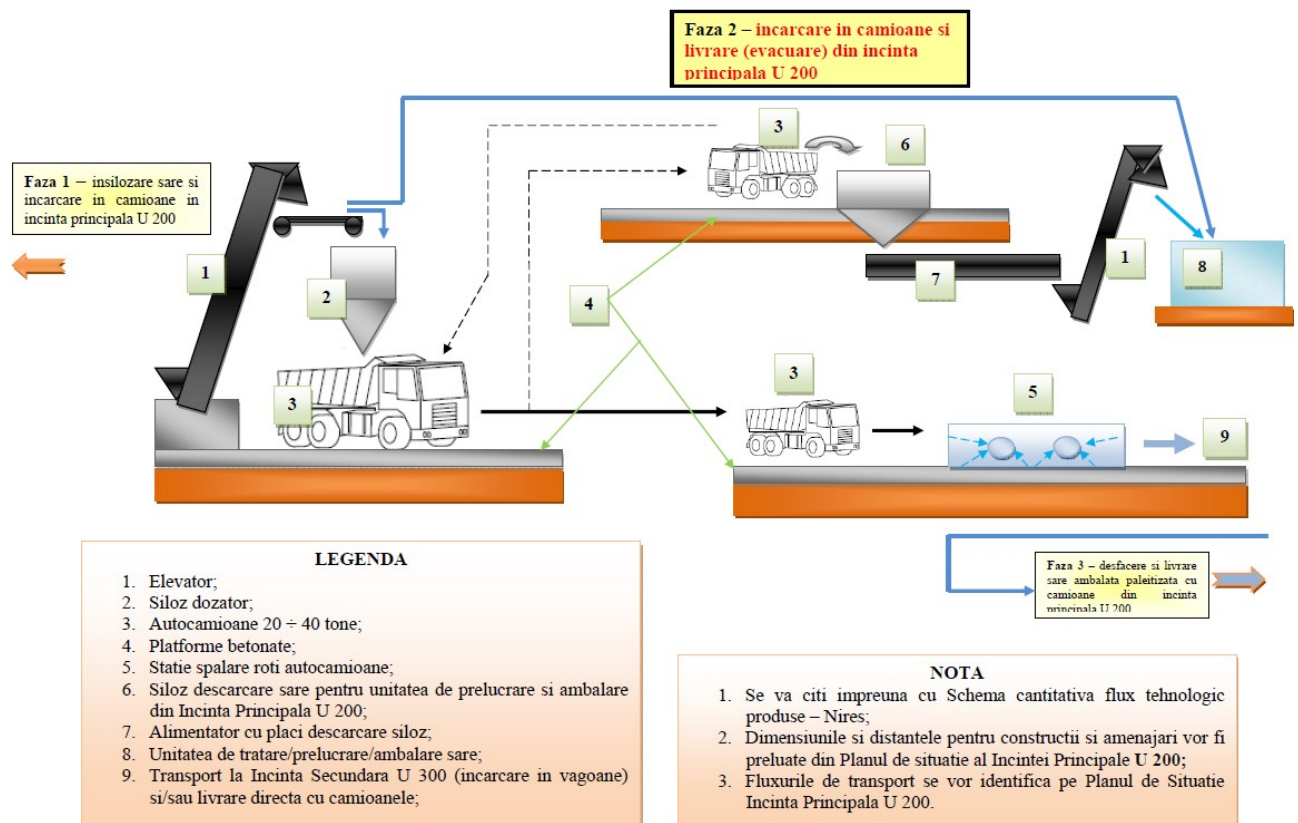 Faza 2 – incarcare in camioane si
livrare (evacuare) din incinta
principala U 200
Faza 1 – insilozare sare si
incarcare in camioane in
incinta principala U 200
3
6
1
2
4
7
1
8
3
3
5
9
LEGENDA
1. Elevator;
2. Siloz dozator;
3. Autocamioane 20 ÷ 40 tone;
4. Platforme betonate;
5. Statie spalare roti autocamioane;
6. Siloz descarcare sare pentru unitatea de prelucrare si ambalare
din Incinta Principala U 200;
7. Alimentator cu placi descarcare siloz;
8. Unitatea de tratare/prelucrare/ambalare sare;
9. Transport la Incinta Secundara U 300 (incarcare in vagoane)
si/sau livrare directa cu camioanele;
Faza 3 – desfacere si livrare
sare ambalata paleitizata cu
camioane din incinta
principala U 200
NOTA
1. Se va citi impreuna cu Schema cantitativa flux tehnologic
produse – Nires;
2. Dimensiunile si distantele pentru constructii si amenajari vor fi
preluate din Planul de situatie al Incintei Principale U 200;
3. Fluxurile de transport se vor identifica pe Planul de Situatie
Incinta Principala U 200.